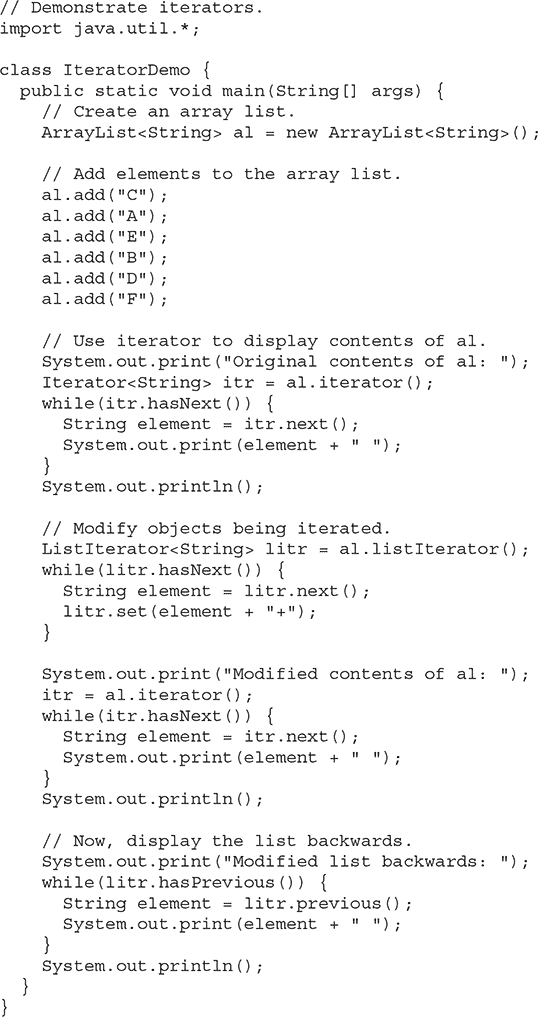 // Demonstrate iterators.
import java.util.*;

class IteratorDemo {
  public static void main(String[] args) {
    // Create an array list.
    ArrayList<String> al = new ArrayList<String>();

    // Add elements to the array list.
    al.add("C");
    al.add("A");
    al.add("E");
    al.add("B");
    al.add("D");
    al.add("F");

    // Use iterator to display contents of al.
    System.out.print("Original contents of al: ");
    Iterator<String> itr = al.iterator();
    while(itr.hasNext()) {
      String element = itr.next();
      System.out.print(element + " ");
    }
    System.out.println();

    // Modify objects being iterated.
    ListIterator<String> litr = al.listIterator();
    while(litr.hasNext()) {
      String element = litr.next();
      litr.set(element + "+");
    }

    System.out.print("Modified contents of al: ");
    itr = al.iterator();
    while(itr.hasNext()) {
      String element = itr.next();
      System.out.print(element + " ");
    }
    System.out.println();

    // Now, display the list backwards.
    System.out.print("Modified list backwards: ");
    while(litr.hasPrevious()) {
      String element = litr.previous();
      System.out.print(element + " ");
    }
    System.out.println();
  }
}